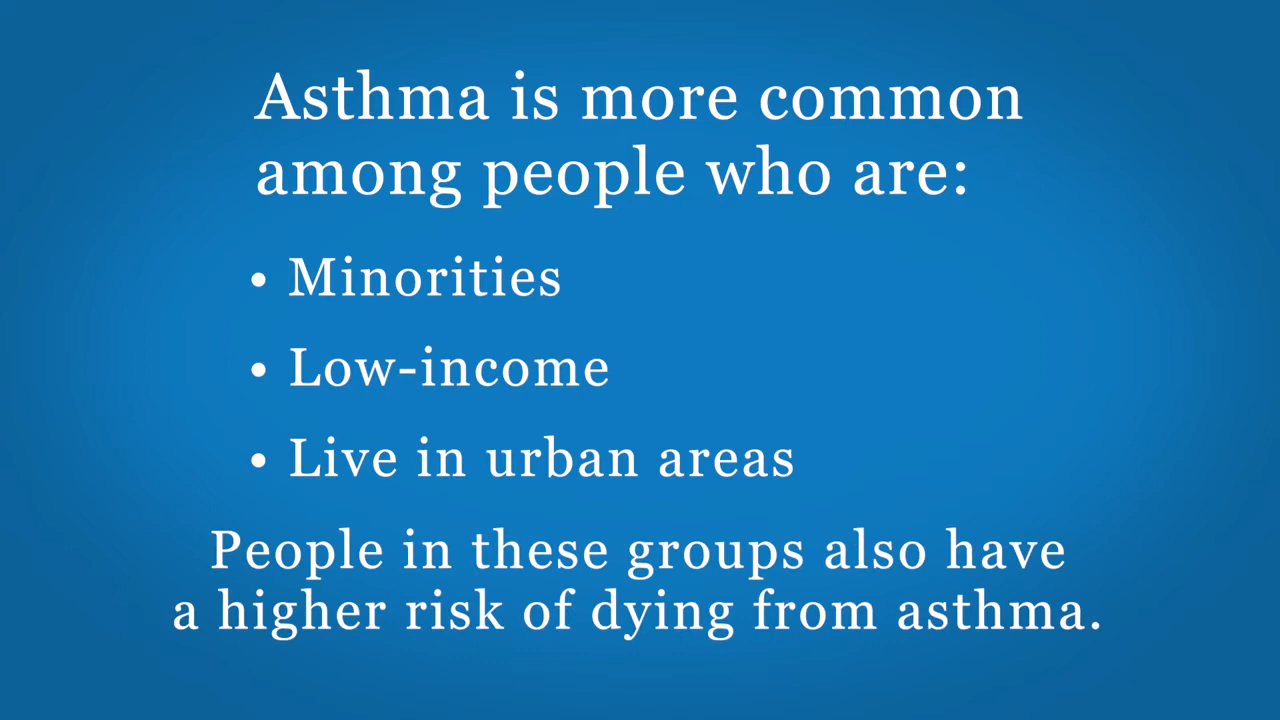 Asthma is more common
among people who are:
• Minorities
• Low-income
• Live in urban areas
People in these groups also have
a higher risk of dying from asthma.